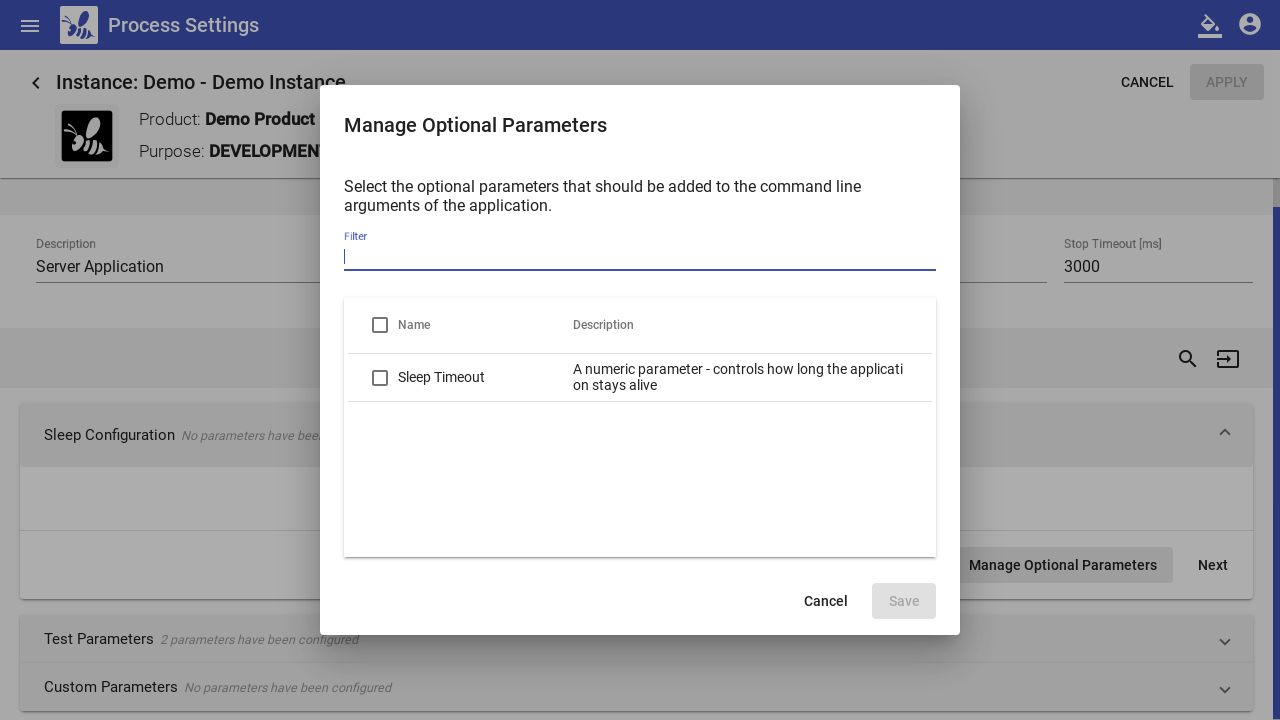 Process Settings
Instance: Demo - Demo Instance
CANCEL
APPLY
Product: Demo Product
Purpose: DEVELOPMENT
Manage Optional Parameters
Select the optional parameters that should be added to the command line
arguments of the application.
Filter
Description
Server Application
Stop Timeout [ms]
3000
Name
Description
Sleep Timeout
A numeric parameter - controls how long the applicati
on stays alive
Sleep Configuration No parameters have been
Manage Optional Parameters
Next
Cancel
Save
Test Parameters 2 parameters have been configured
Custom Parameters No parameters have been configured